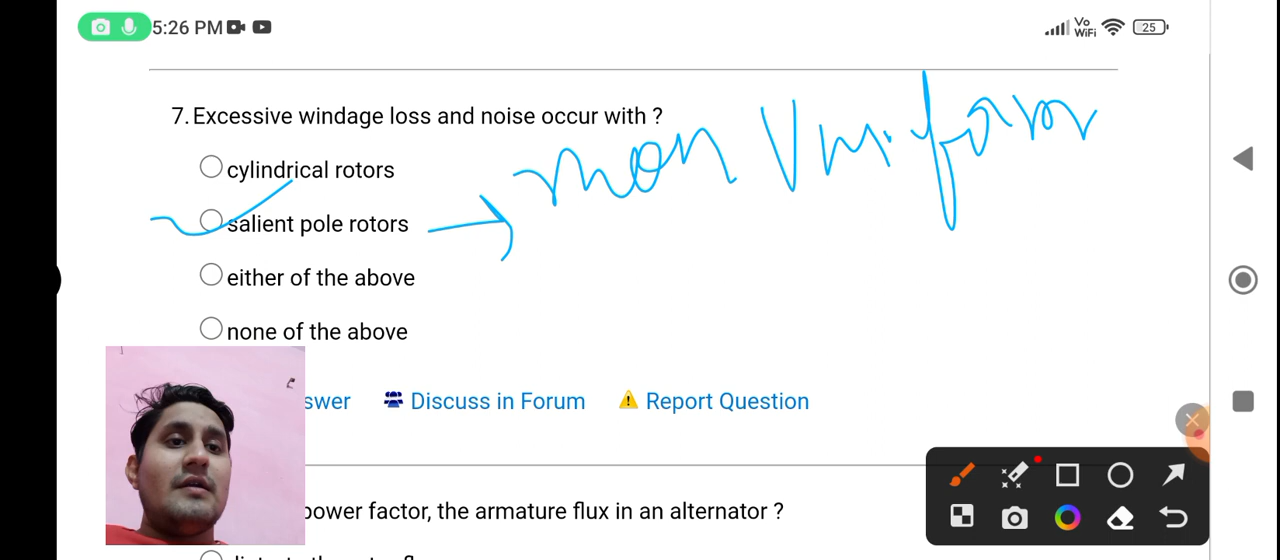 5:26 PM
Vo
WiFi
25
7. Excessive windage loss and noise occur with ?
non Uniform
cylindrical rotors
salient pole rotors
either of the above
none of the above
swer Discuss in Forum Report Question
power factor, the armature flux in an alternator ?